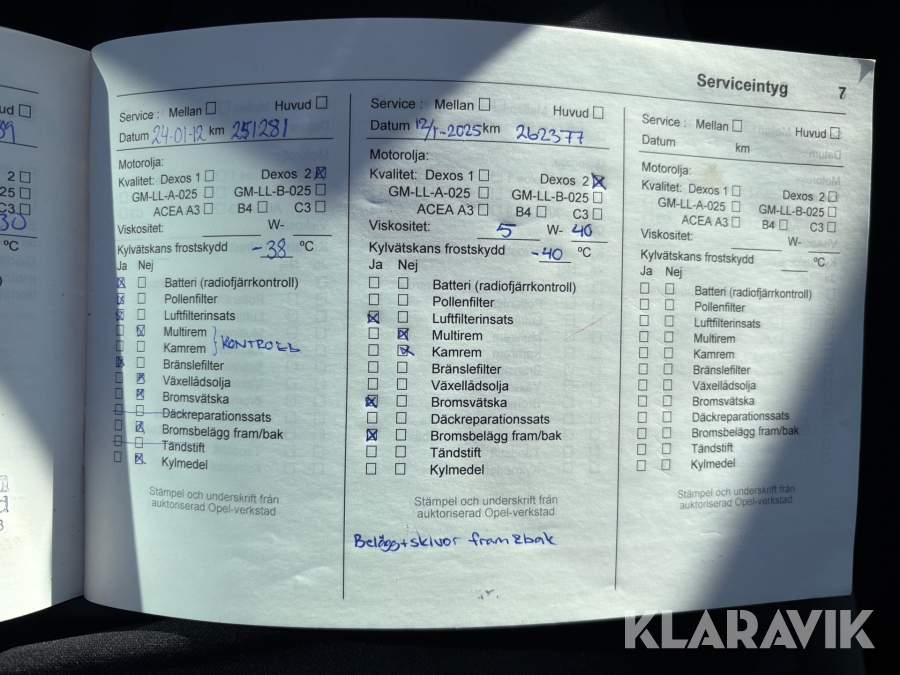 Serviceintyg 7
ud
9
2
25
C3
30
°C
d
3
Service : Mellan Huvud
Datum 24-01-12 km 251281
Motorolja:
Kvalitet: Dexos 1 Dexos 2
GM-LL-A-025 GM-LL-B-025
ACEA A3 B4 C3
Viskositet: W-
Kylvätskans frostskydd -38 °C
Ja Nej
Batteri (radiofjärrkontroll)
Pollenfilter
Luftfilterinsats
Multirem
Kamrem
KONTROLL
Bränslefilter
Växellådsolja
Bromsvätska
Däckreparationssats
Bromsbelägg fram/bak
Tändstift
Kylmedel
Stämpel och underskrift från
auktoriserad Opel-verkstad
Service : Mellan Huvud
Datum 12/1-2025 km 262377
Motorolja:
Kvalitet: Dexos 1 Dexos 2
GM-LL-A-025 GM-LL-B-025
ACEA A3 B4 C3
Viskositet: 5 W- 40
Kylvätskans frostskydd -40 °C
Ja Nej
Batteri (radiofjärrkontroll)
Pollenfilter
Luftfilterinsats
Multirem
Kamrem
Bränslefilter
Växellådsolja
Bromsvätska
Däckreparationssats
Bromsbelägg fram/bak
Tändstift
Kylmedel
Stämpel och underskrift från
auktoriserad Opel-verkstad
Belägg+skivor fram&bak
Service : Mellan Huvud
Datum km
Motorolja:
Kvalitet: Dexos 1 Dexos 2
GM-LL-A-025 GM-LL-B-025
ACEA A3 B4 C3
Viskositet: W-
Kylvätskans frostskydd °C
Ja Nej
Batteri (radiofjärrkontroll)
Pollenfilter
Luftfilterinsats
Multirem
Kamrem
Bränslefilter
Växellådsolja
Bromsvätska
Däckreparationssats
Bromsbelägg fram/bak
Tändstift
Kylmedel
Stämpel och underskrift från
auktoriserad Opel-verkstad
KLARAVIK